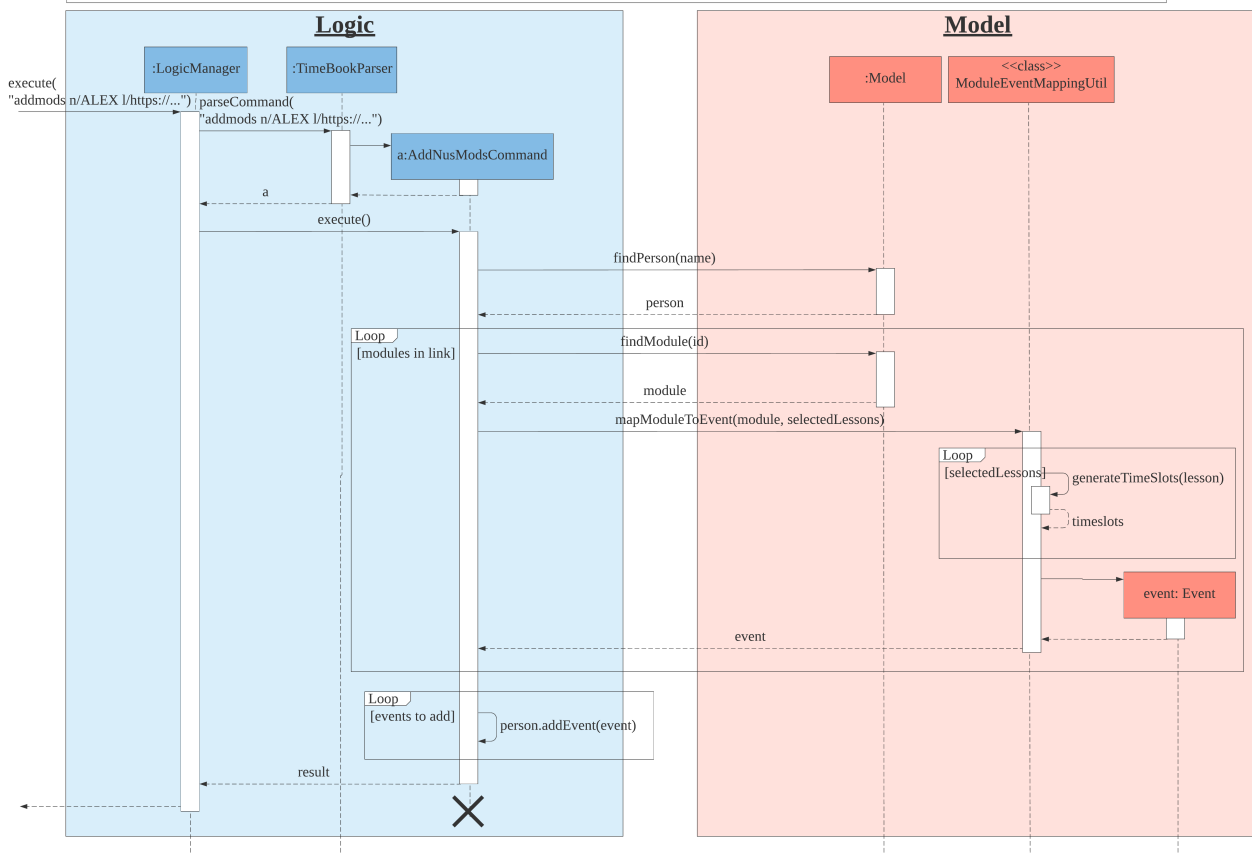 Logic
Model
:LogicManager
:TimeBookParser
:Model
<<class>>
ModuleEventMappingUtil
execute(
"addmods n/ALEX l/https://...")
parseCommand(
"addmods n/ALEX l/https://...")
a:AddNusModsCommand
a
execute()
findPerson(name)
person
Loop
[modules in link]
findModule(id)
module
mapModuleToEvent(module, selectedLessons)
Loop
[selectedLessons]
generateTimeSlots(lesson)
timeslots
event: Event
event
Loop
[events to add]
person.addEvent(event)
result